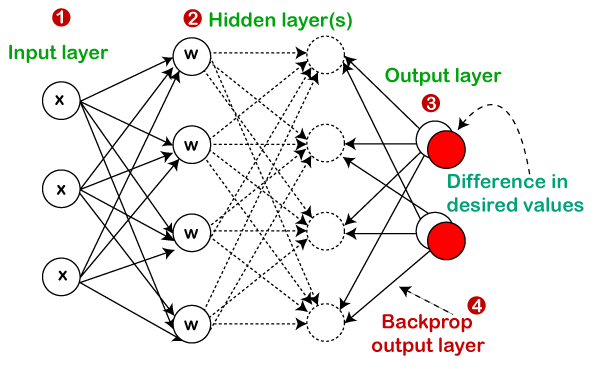 1
Input layer
2 Hidden layer(s)
x
x
x
w
w
w
w
Output layer
3
Difference in
desired values
4
Backprop
output layer